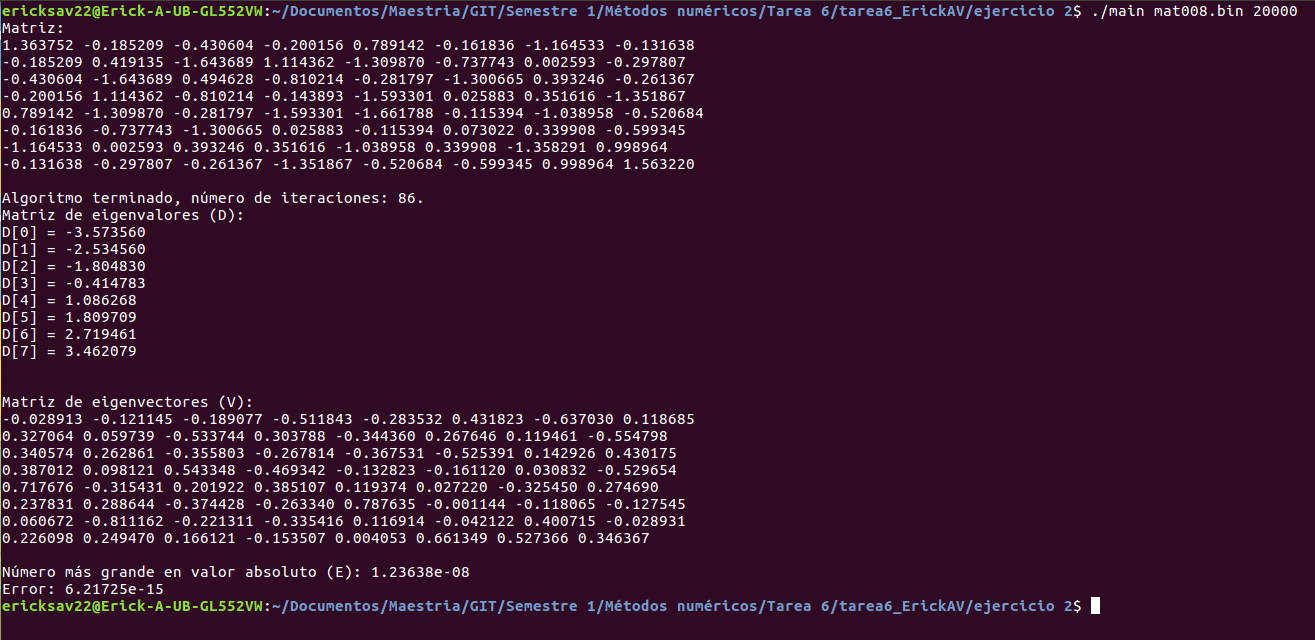 ericksav22@Erick-A-UB-GL552VW:~/Documentos/Maestria/GIT/Semestre 1/Métodos numéricos/Tarea 6/tarea6_ErickAV/ejercicio 2$ ./main mat008.bin 20000
Matriz:
1.363752 -0.185209 -0.430604 -0.200156 0.789142 -0.161836 -1.164533 -0.131638
-0.185209 0.419135 -1.643689 1.114362 -1.309870 -0.737743 0.002593 -0.297807
-0.430604 -1.643689 0.494628 -0.810214 -0.281797 -1.300665 0.393246 -0.261367
-0.200156 1.114362 -0.810214 -0.143893 -1.593301 0.025883 0.351616 -1.351867
0.789142 -1.309870 -0.281797 -1.593301 -1.661788 -0.115394 -1.038958 -0.520684
-0.161836 -0.737743 -1.300665 0.025883 -0.115394 0.073022 0.339908 -0.599345
-1.164533 0.002593 0.393246 0.351616 -1.038958 0.339908 -1.358291 0.998964
-0.131638 -0.297807 -0.261367 -1.351867 -0.520684 -0.599345 0.998964 1.563220
Algoritmo terminado, número de iteraciones: 86.
Matriz de eigenvalores (D):
D[0] = -3.573560
D[1] = -2.534560
D[2] = -1.804830
D[3] = -0.414783
D[4] = 1.086268
D[5] = 1.809709
D[6] = 2.719461
D[7] = 3.462079
Matriz de eigenvectores (V):
-0.028913 -0.121145 -0.189077 -0.511843 -0.283532 0.431823 -0.637030 0.118685
0.327064 0.059739 -0.533744 0.303788 -0.344360 0.267646 0.119461 -0.554798
0.340574 0.262861 -0.355803 -0.267814 -0.367531 -0.525391 0.142926 0.430175
0.387012 0.098121 0.543348 -0.469342 -0.132823 -0.161120 0.030832 -0.529654
0.717676 -0.315431 0.201922 0.385107 0.119374 0.027220 -0.325450 0.274690
0.237831 0.288644 -0.374428 -0.263340 0.787635 -0.001144 -0.118065 -0.127545
0.060672 -0.811162 -0.221311 -0.335416 0.116914 -0.042122 0.400715 -0.028931
0.226098 0.249470 0.166121 -0.153507 0.004053 0.661349 0.527366 0.346367
Número más grande en valor absoluto (E): 1.23638e-08
Error: 6.21725e-15
ericksav22@Erick-A-UB-GL552VW:~/Documentos/Maestria/GIT/Semestre 1/Métodos numéricos/Tarea 6/tarea6_ErickAV/ejercicio 2$